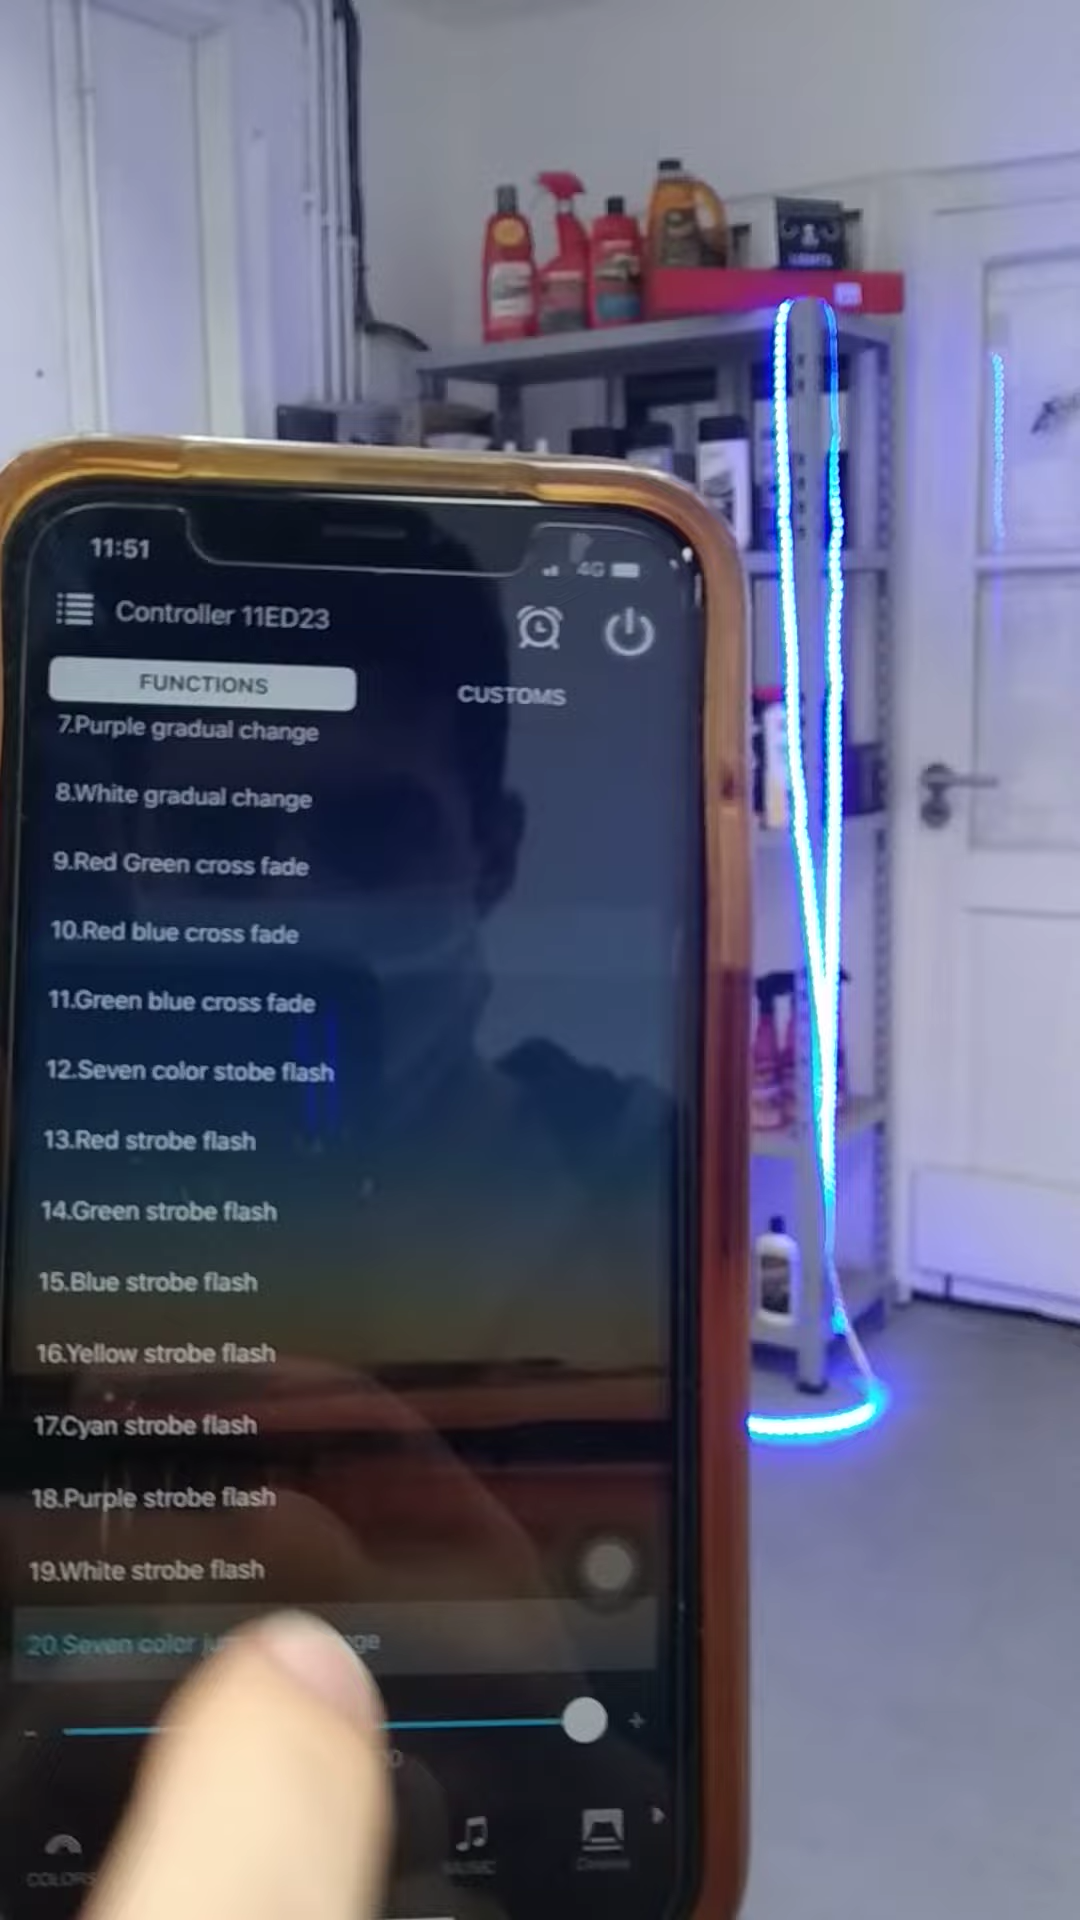 11:51
4G
Controller 11ED23
FUNCTIONS
CUSTOMS
7.Purple gradual change
8.White gradual change
9.Red Green cross fade
10.Red blue cross fade
11.Green blue cross fade
12.Seven color stobe flash
13.Red strobe flash
14.Green strobe flash
15.Blue strobe flash
16.Yellow strobe flash
17.Cyan strobe flash
18.Purple strobe flash
19.White strobe flash
20.Seven color
- +
COLORS
MUSIC
LIGHTS